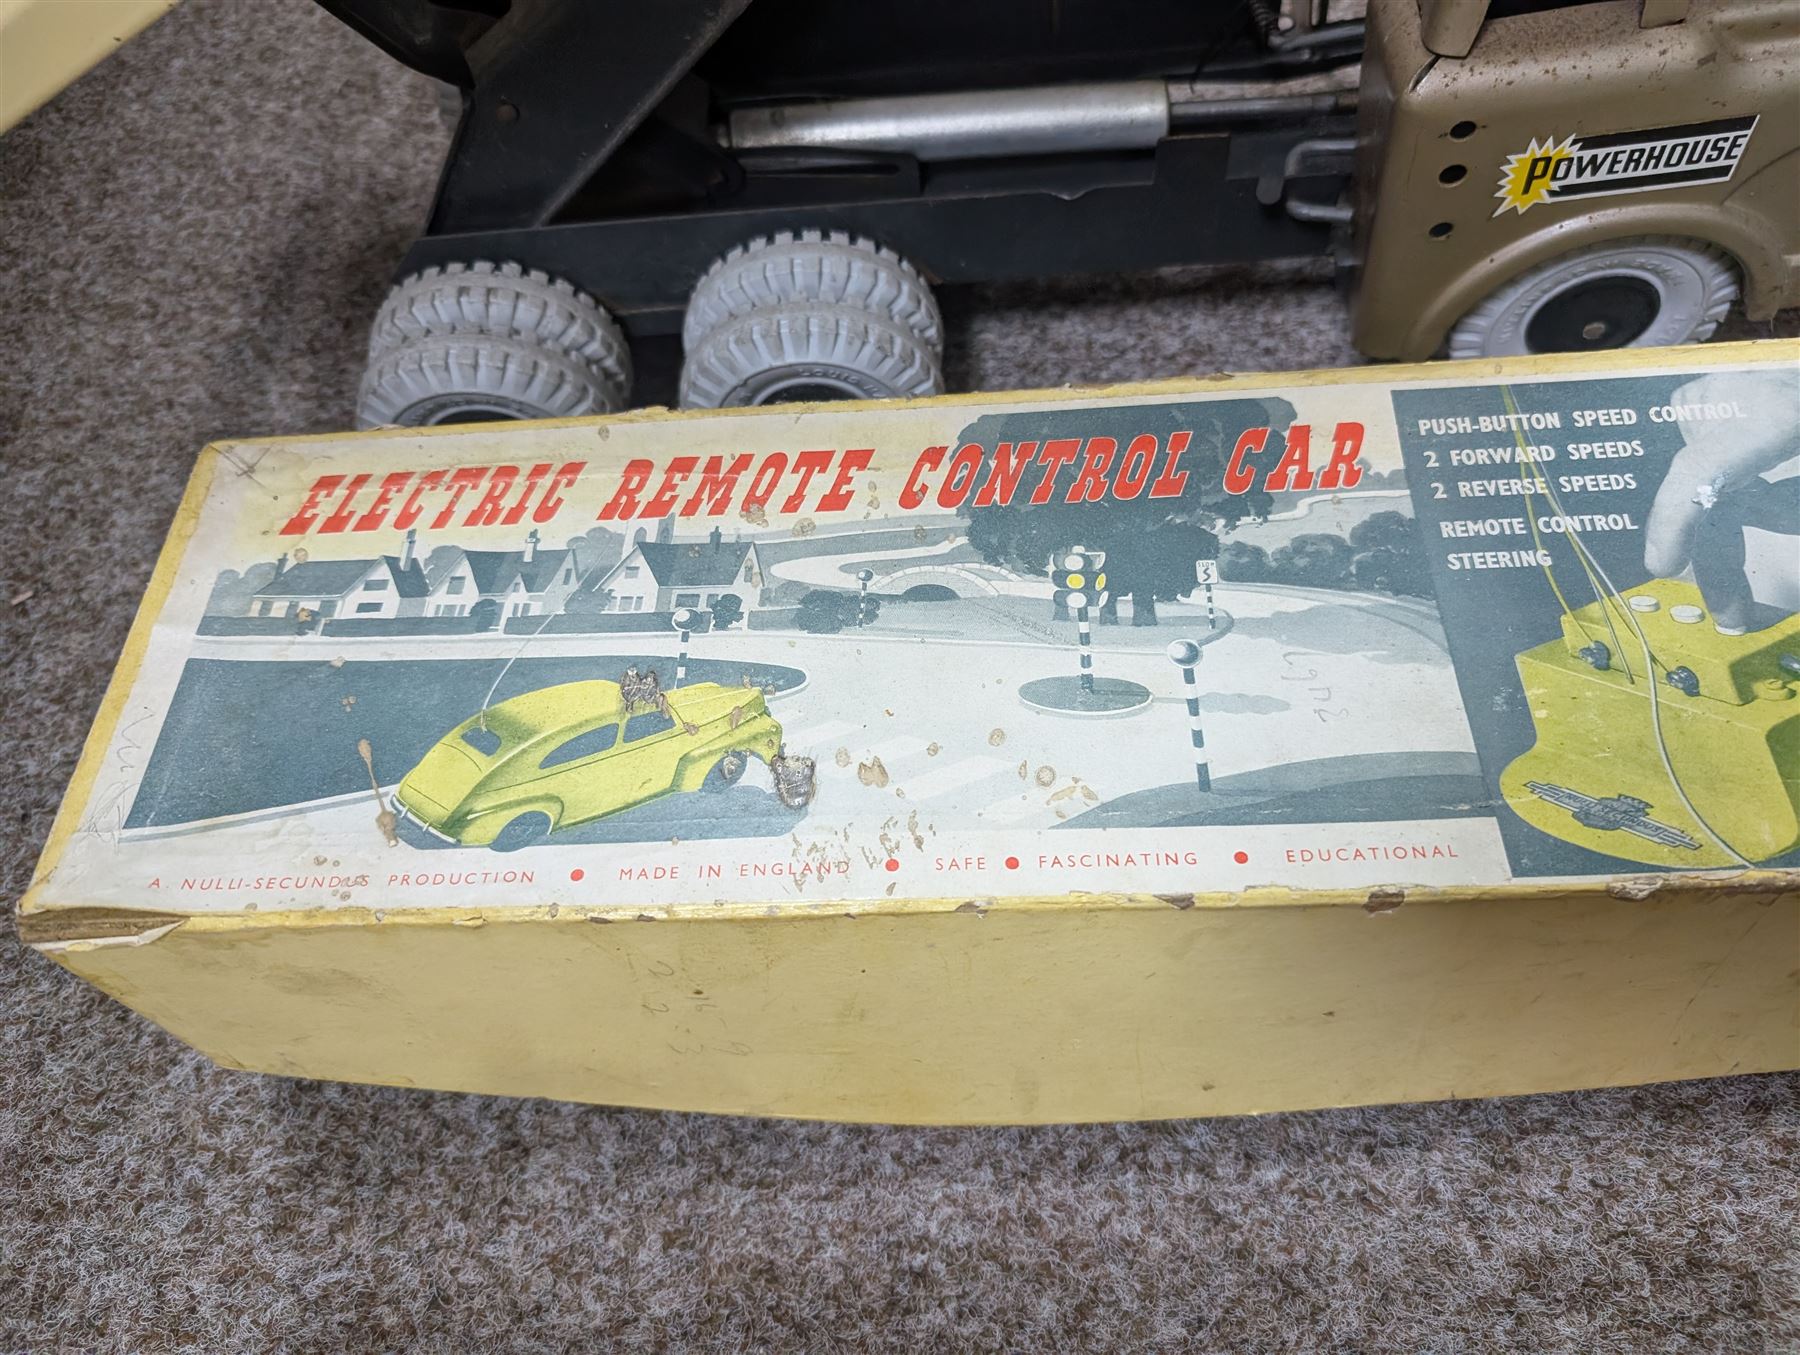 POWERHOUSE
ELECTRIC REMOTE CONTROL CAR
PUSH-BUTTON SPEED CONTROL
2 FORWARD SPEEDS
2 REVERSE SPEEDS
REMOTE CONTROL
STEERING
SLOW
A. NULLI-SECUNDUS PRODUCTION • MADE IN ENGLAND • SAFE • FASCINATING • EDUCATIONAL